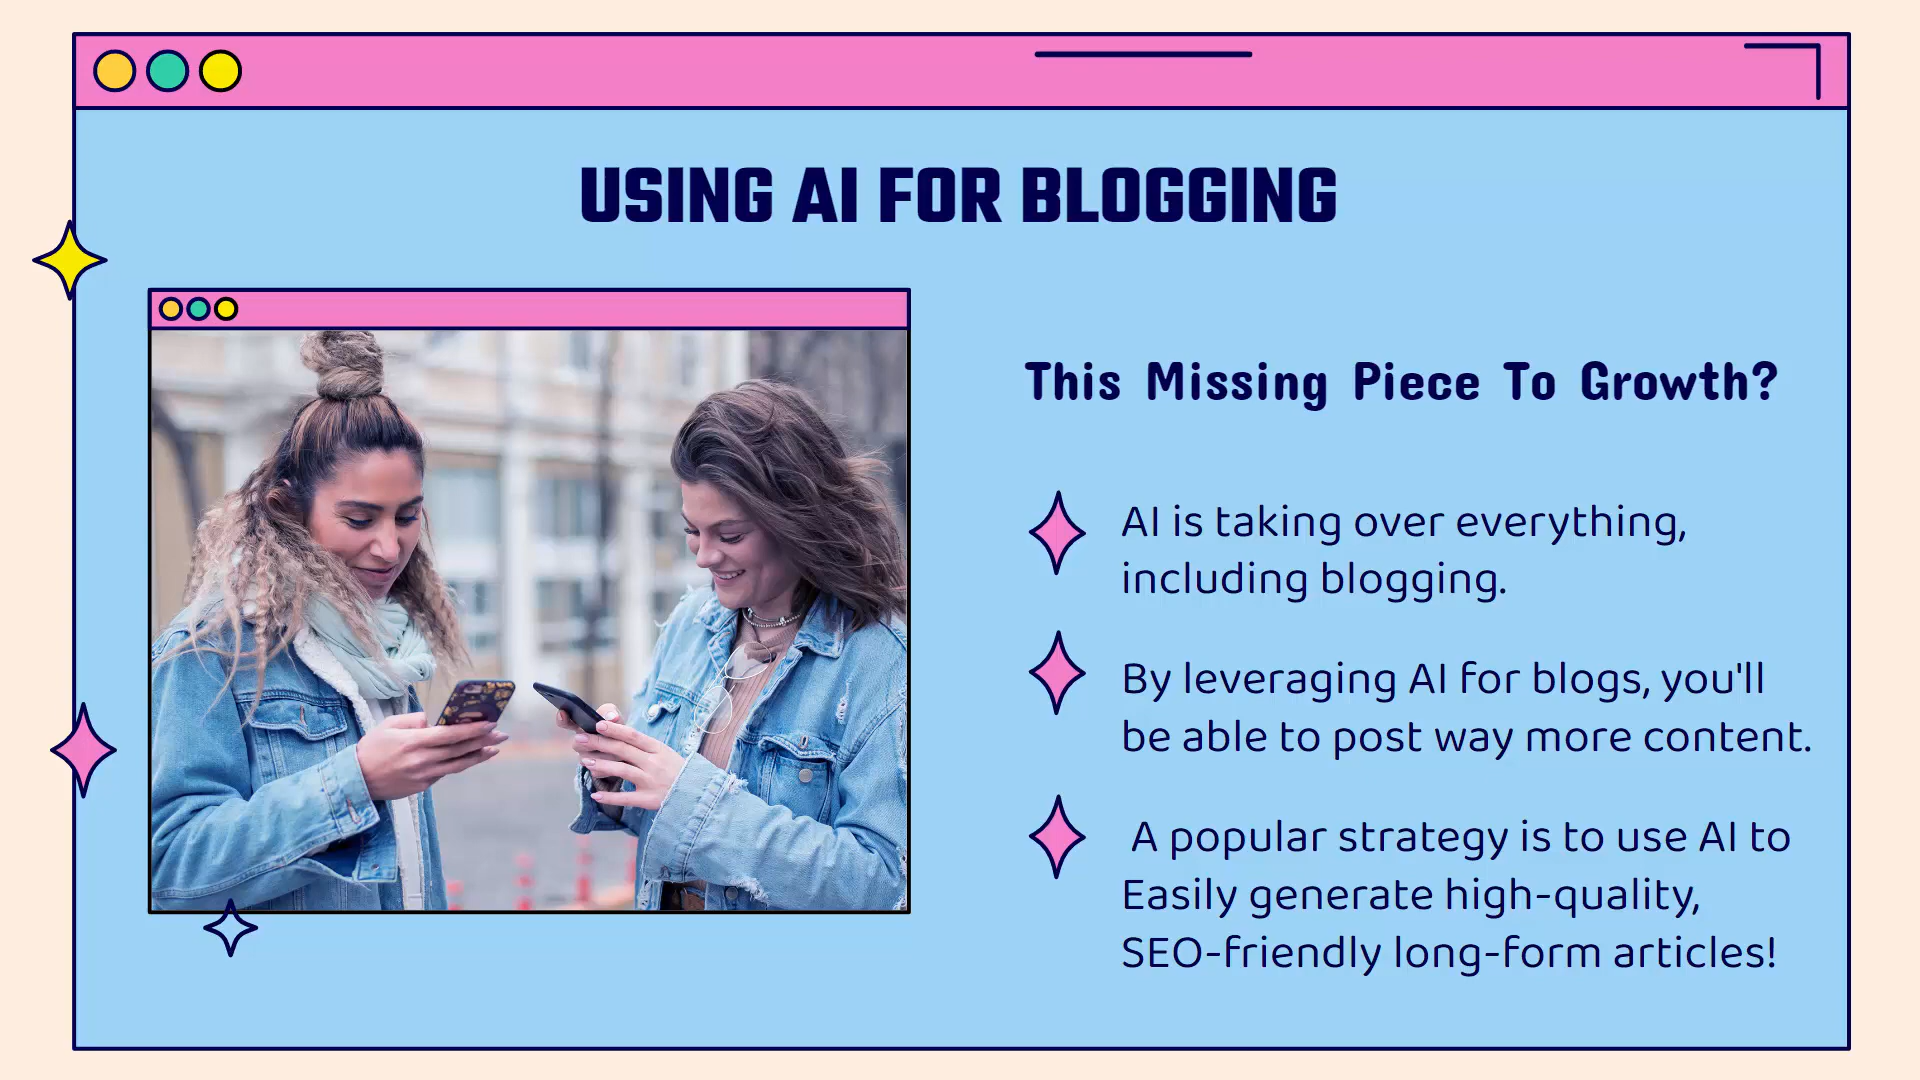 USING AI FOR BLOGGING
This Missing Piece To Growth?
AI is taking over everything,
including blogging.
By leveraging AI for blogs, you'll
be able to post way more content.
A popular strategy is to use AI to
Easily generate high-quality,
SEO-friendly long-form articles!